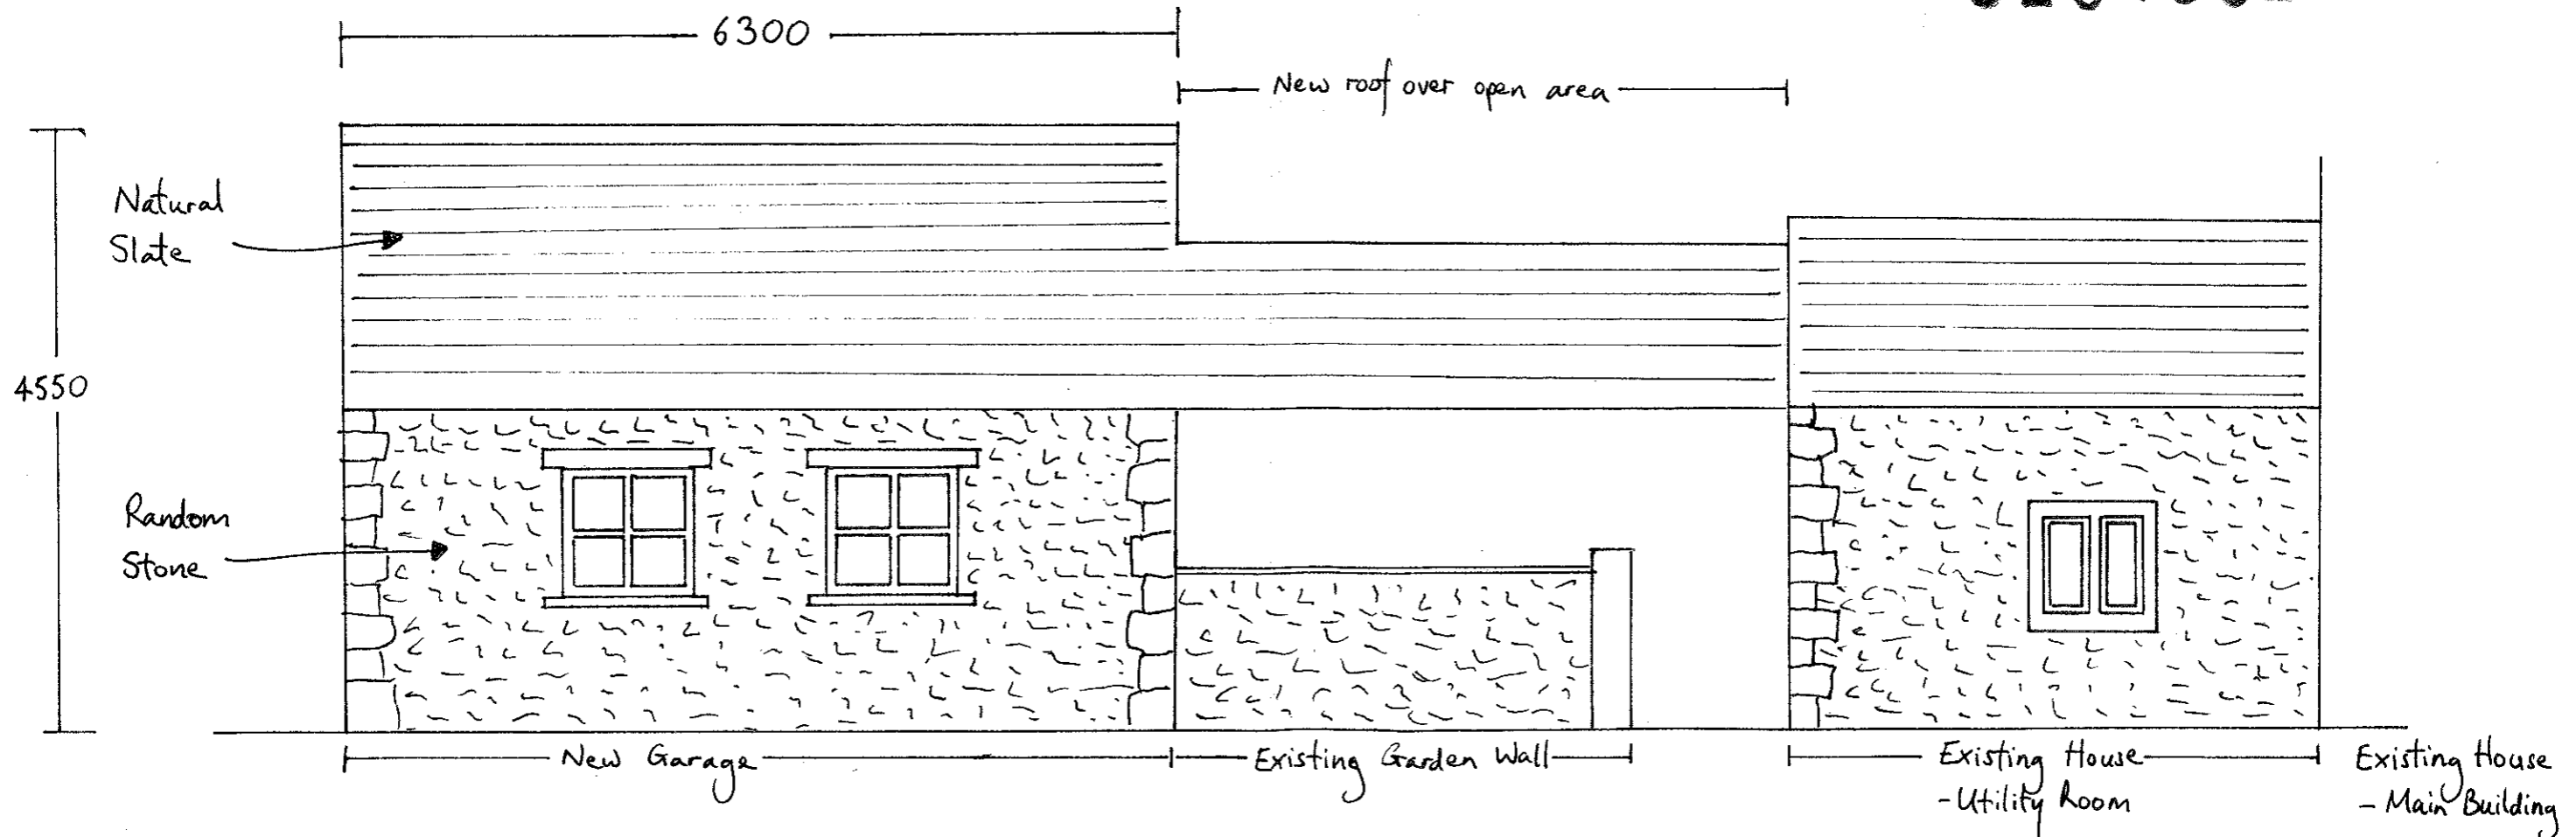 6300
New roof over open area
Natural
Slate
4550
Random
Stone
New Garage
Existing Garden Wall
Existing House
-Utility Room
Existing House
- Main Building